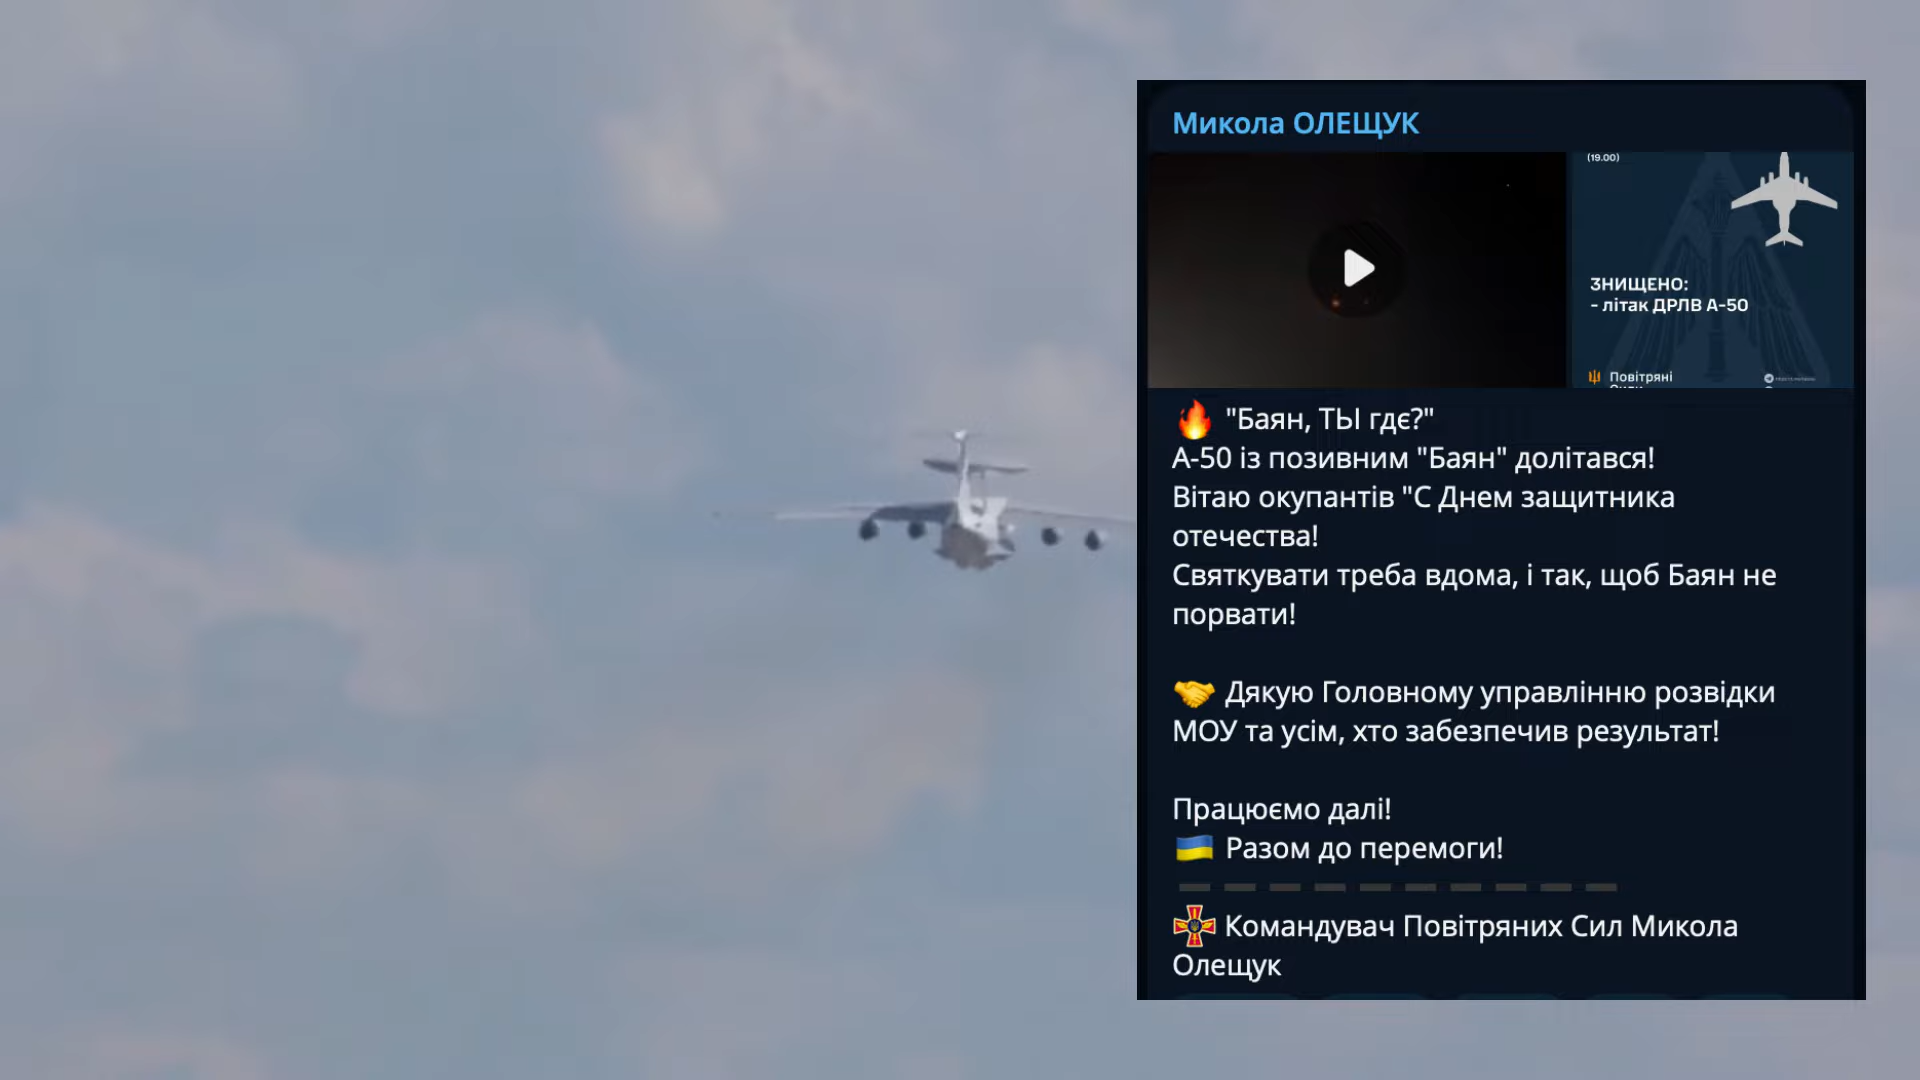 Микола ОЛЕЩУК
(19.00)
ЗНИЩЕНО:
- літак ДРЛВ А-50
Повітряні
"Баян, ТЫ гдє?"
А-50 із позивним "Баян" долітався!
Вітаю окупантів "С Днем защитника
отечества!
Святкувати треба вдома, і так, щоб Баян не
порвати!
Дякую Головному управлінню розвідки
МОУ та усім, хто забезпечив результат!
Працюємо далі!
Разом до перемоги!
Командувач Повітряних Сил Микола
Олещук